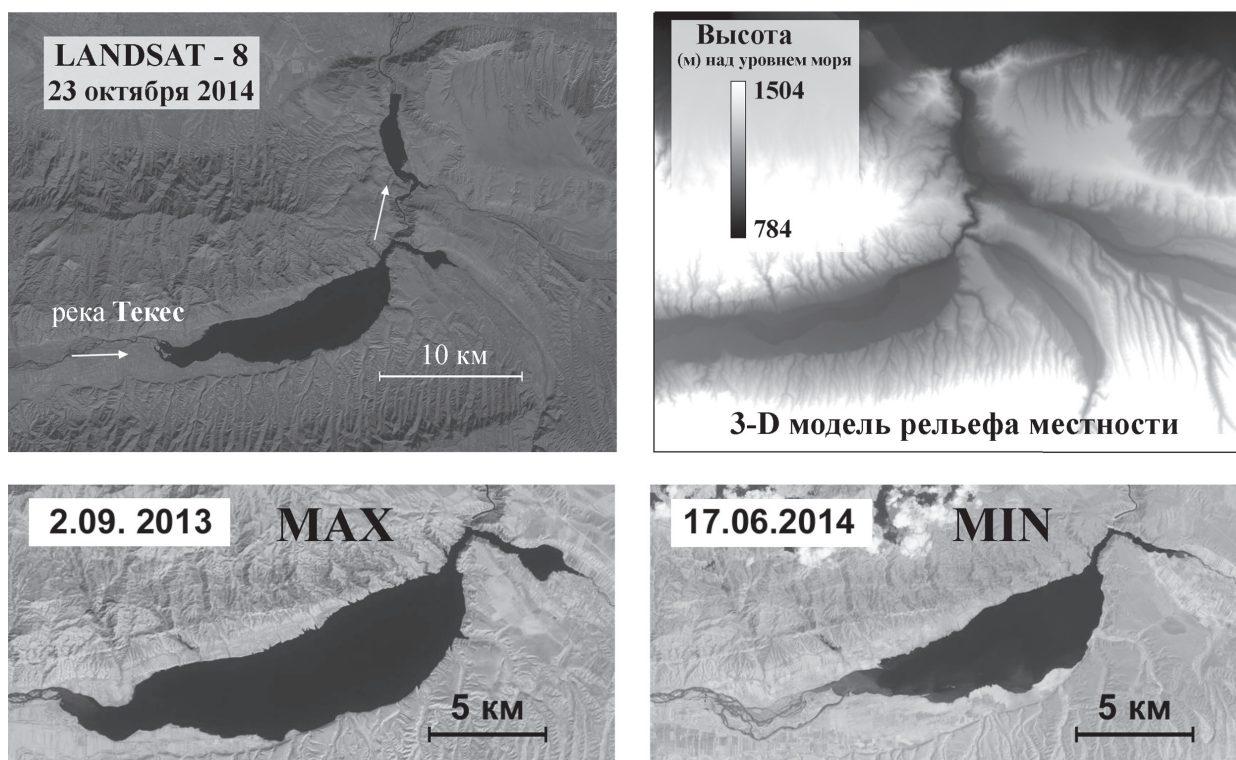 LANDSAT - 8
23 октября 2014
река Текес
10 км
Высота
(м) над уровнем моря
1504
784
3-D модель рельефа местности
2.09. 2013
MAX
5 км
17.06.2014
MIN
5 км